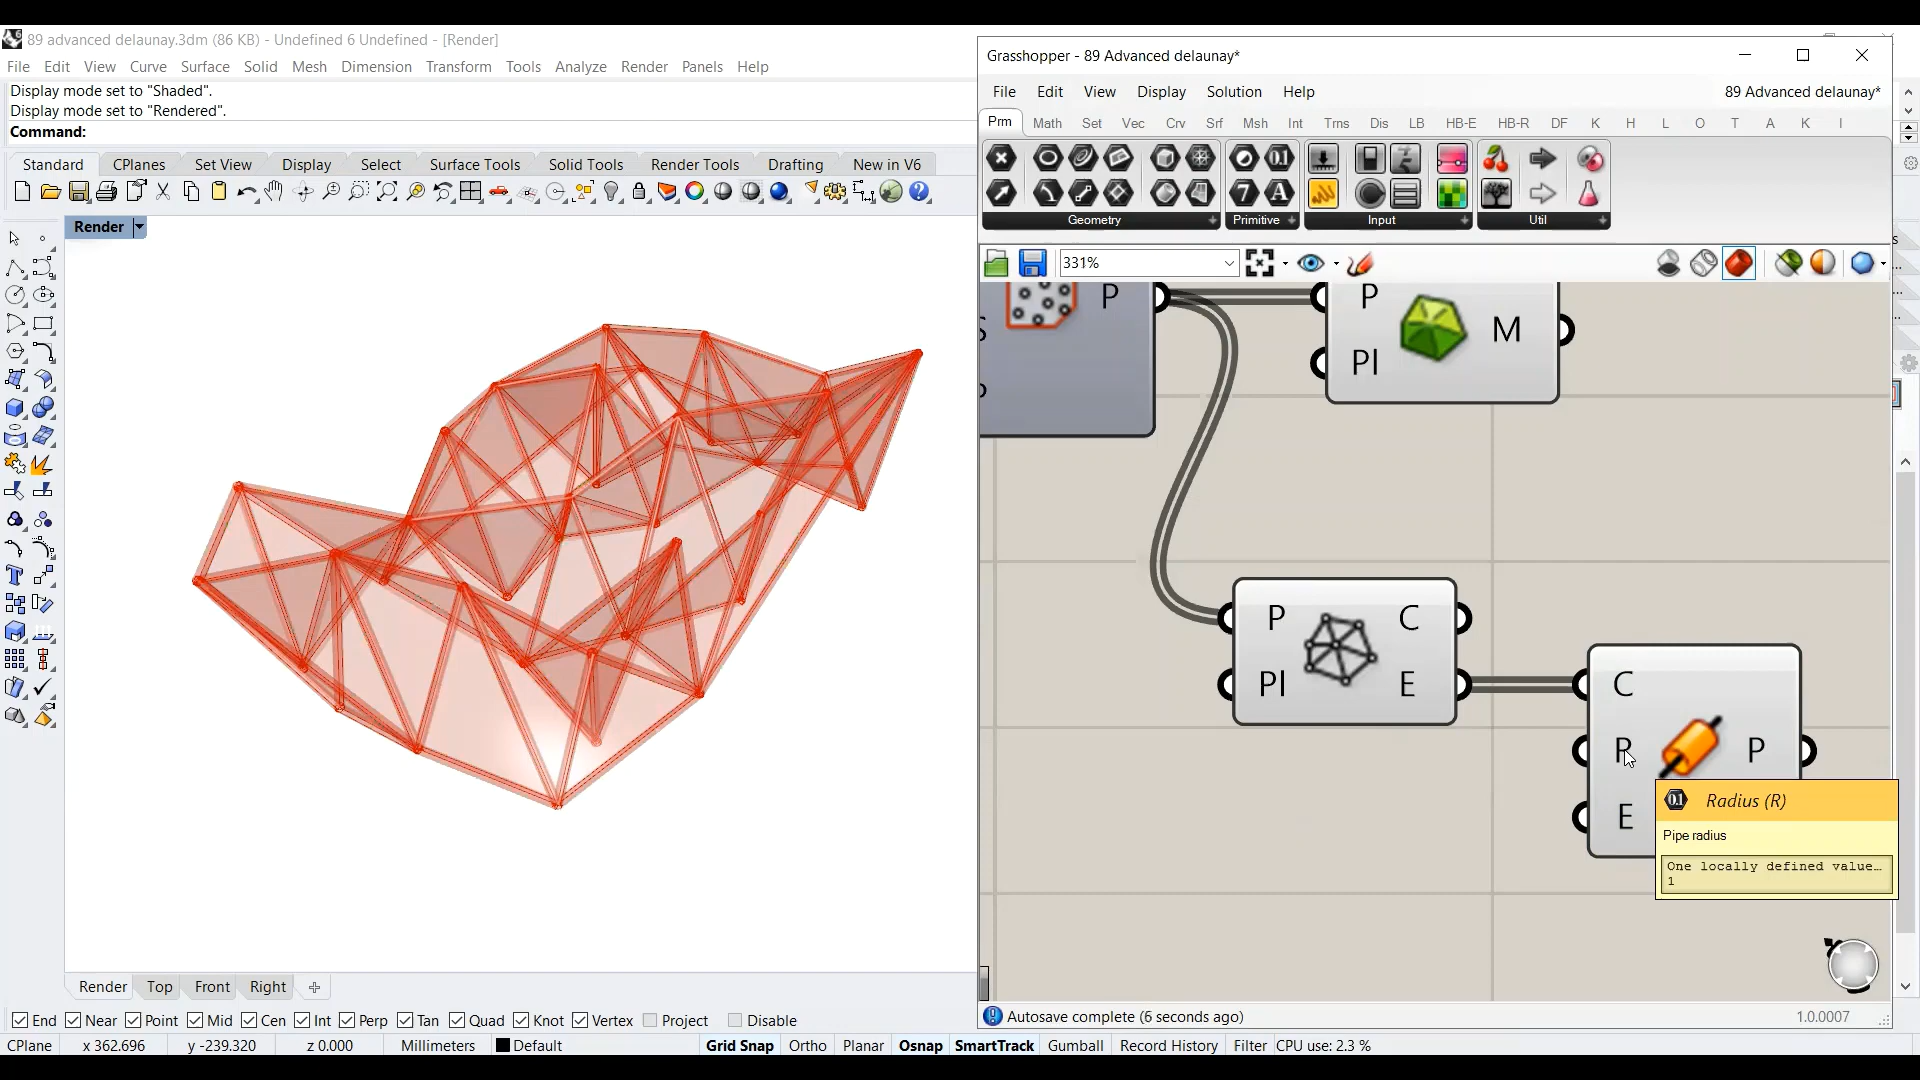 89 advanced delaunay.3dm (86 KB) - Undefined 6 Undefined - [Render]
File Edit View Curve Surface Solid Mesh Dimension Transform Tools Analyze Render Panels Help
Display mode set to "Shaded".
Display mode set to "Rendered".
Command:
Standard CPlanes Set View Display Select Surface Tools Solid Tools Render Tools Drafting New in V6
Render
Grasshopper - 89 Advanced delaunay*
File Edit View Display Solution Help 89 Advanced delaunay*
Prm Math Set Vec Crv Srf Msh Int Trns Dis LB HB-E HB-R DF K H L O T A K I
Geometry Primitive Input Util
331%
P
P
Pl
M
P
Pl
C
E
C
R
E
P
Radius (R)
Pipe radius
One locally defined value…
1
Render Top Front Right
End Near Point Mid Cen Int Perp Tan Quad Knot Vertex Project Disable
Autosave complete (6 seconds ago) 1.0.0007
CPlane x 362.696 y -239.320 z 0.000 Millimeters Default Grid Snap Ortho Planar Osnap SmartTrack Gumball Record History Filter CPU use: 2.3 %